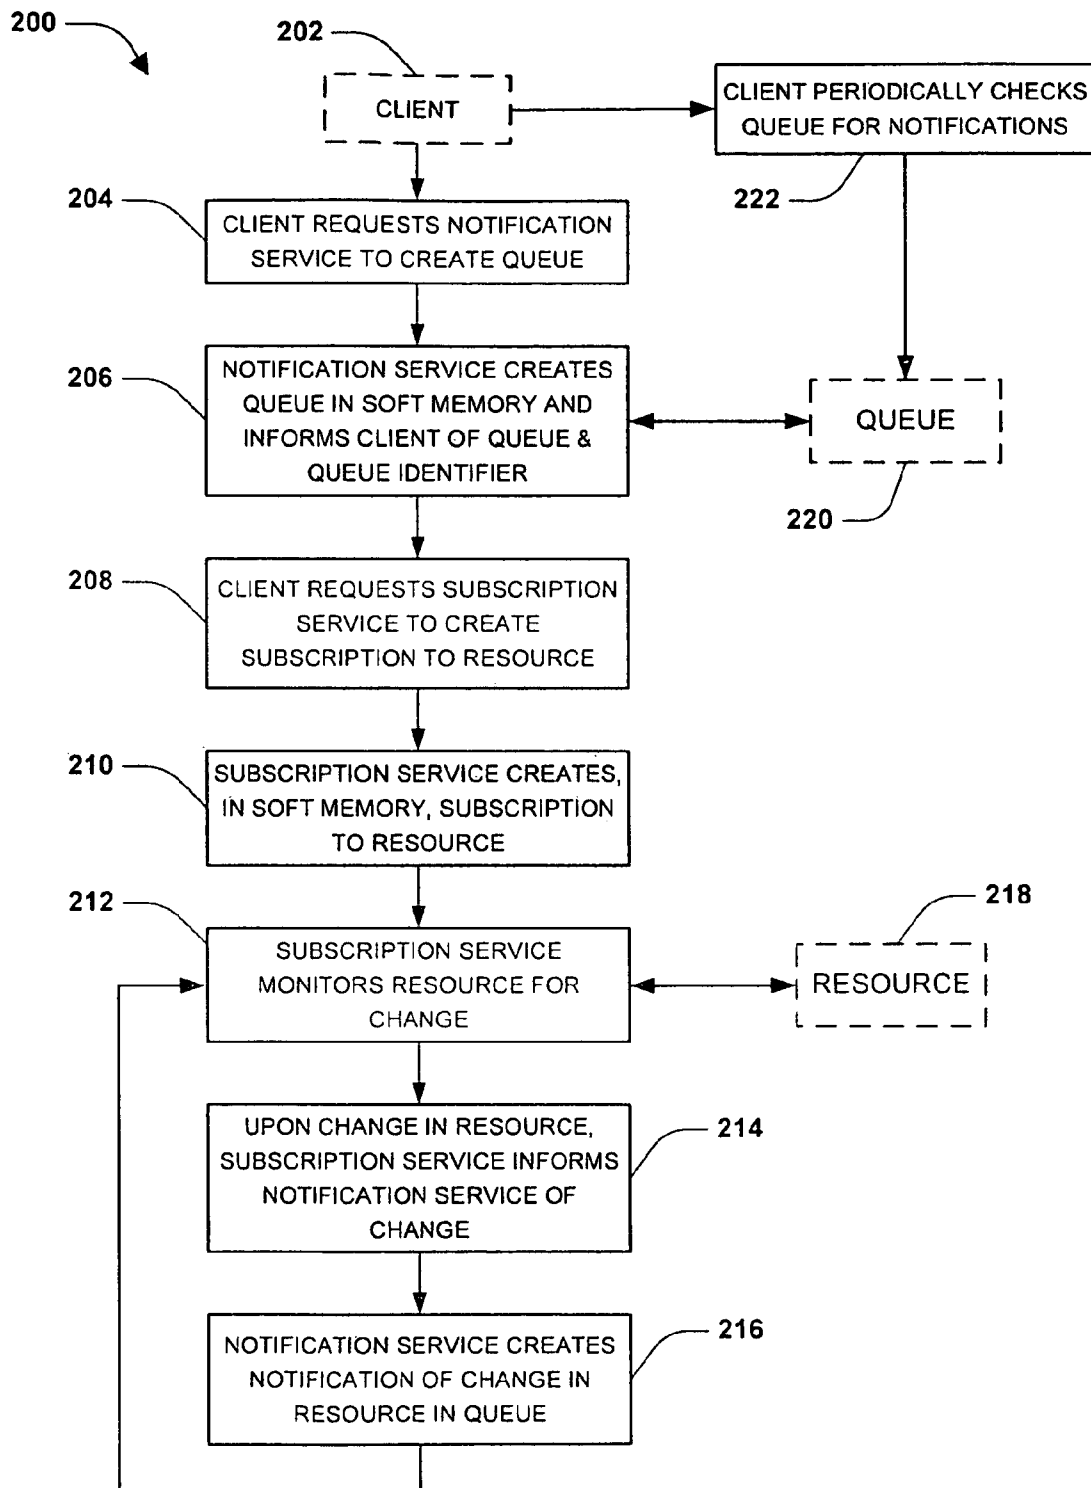 200
202
CLIENT
CLIENT PERIODICALLY CHECKS
QUEUE FOR NOTIFICATIONS
222
204
CLIENT REQUESTS NOTIFICATION
SERVICE TO CREATE QUEUE
206
NOTIFICATION SERVICE CREATES
QUEUE IN SOFT MEMORY AND
INFORMS CLIENT OF QUEUE &
QUEUE IDENTIFIER
QUEUE
220
208
CLIENT REQUESTS SUBSCRIPTION
SERVICE TO CREATE
SUBSCRIPTION TO RESOURCE
210
SUBSCRIPTION SERVICE CREATES,
IN SOFT MEMORY, SUBSCRIPTION
TO RESOURCE
212
SUBSCRIPTION SERVICE
MONITORS RESOURCE FOR
CHANGE
218
RESOURCE
UPON CHANGE IN RESOURCE,
SUBSCRIPTION SERVICE INFORMS
NOTIFICATION SERVICE OF
CHANGE
214
NOTIFICATION SERVICE CREATES
NOTIFICATION OF CHANGE IN
RESOURCE IN QUEUE
216